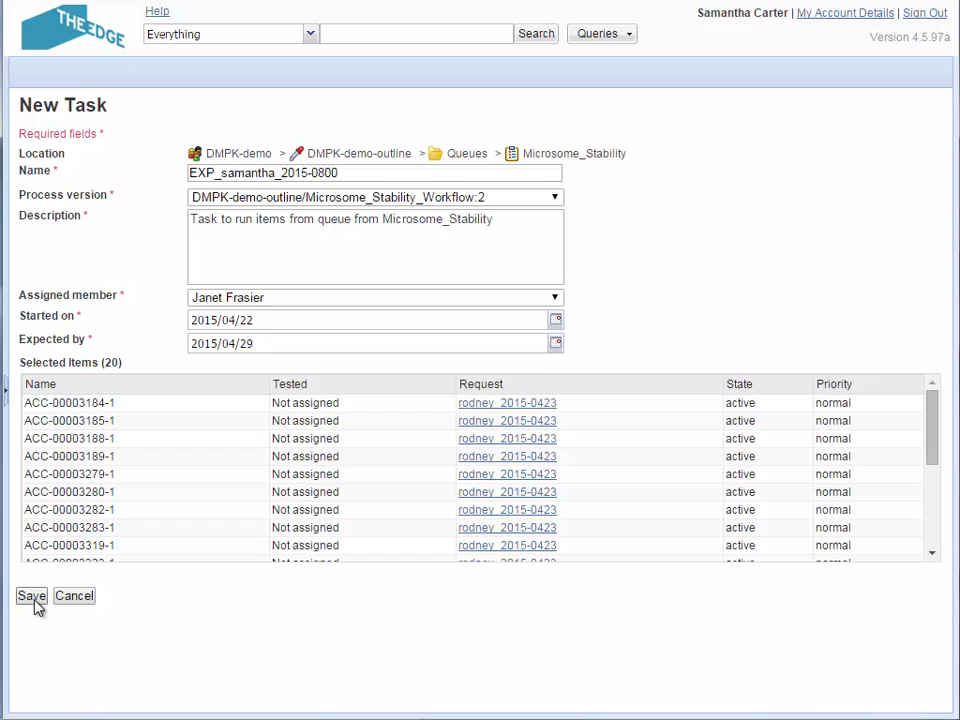 THE EDGE
Help
Samantha Carter | My Account Details | Sign Out
Everything Search Queries
Version 4.5.97a
New Task
Required fields *
Location DMPK-demo > DMPK-demo-outline > Queues > Microsome_Stability
Name * EXP_samantha_2015-0800
Process version * DMPK-demo-outline/Microsome_Stability_Workflow:2
Description * Task to run items from queue from Microsome_Stability
Assigned member * Janet Frasier
Started on * 2015/04/22
Expected by * 2015/04/29
Selected Items (20)
Name Tested Request State Priority
ACC-00003184-1 Not assigned rodney_2015-0423 active normal
ACC-00003185-1 Not assigned rodney_2015-0423 active normal
ACC-00003188-1 Not assigned rodney_2015-0423 active normal
ACC-00003189-1 Not assigned rodney_2015-0423 active normal
ACC-00003279-1 Not assigned rodney_2015-0423 active normal
ACC-00003280-1 Not assigned rodney_2015-0423 active normal
ACC-00003282-1 Not assigned rodney_2015-0423 active normal
ACC-00003283-1 Not assigned rodney_2015-0423 active normal
ACC-00003319-1 Not assigned rodney_2015-0423 active normal
Save Cancel